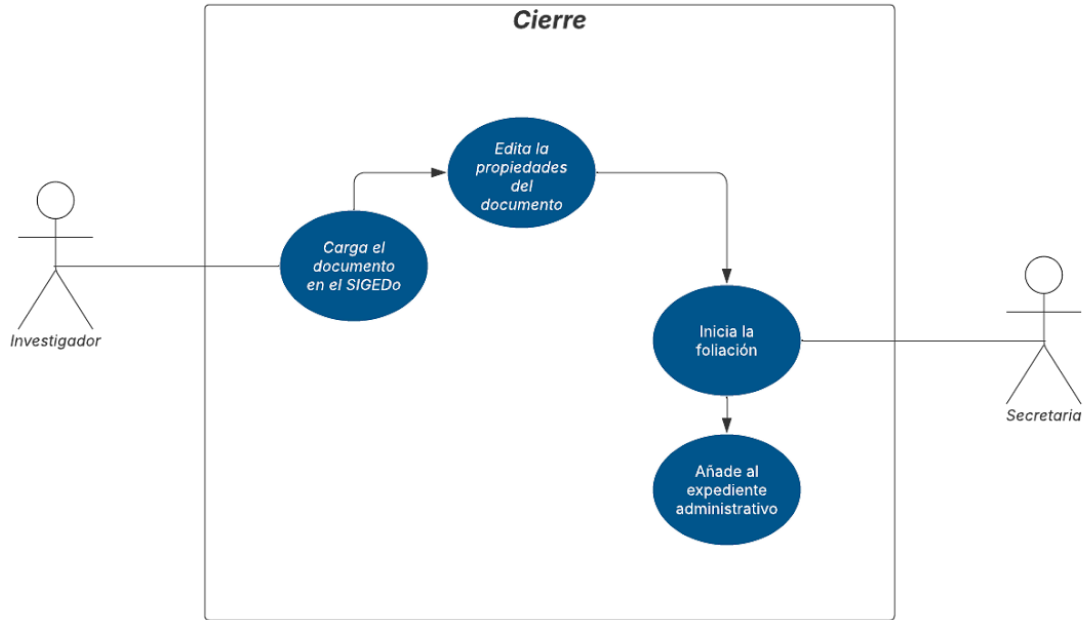 Cierre
Edita la
propiedades
del
documento
Carga el
documento
en el SIGEDo
Investigador
Inicia la
foliación
Secretaria
Añade al
expediente
administrativo